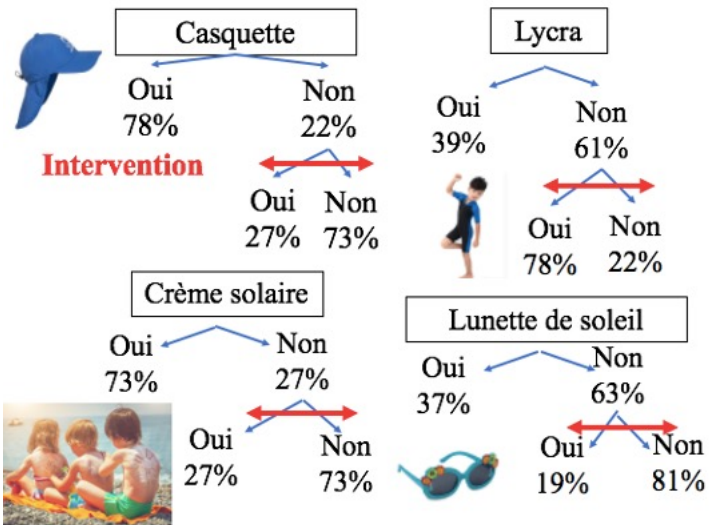 Casquette
Oui Non
78% 22%
Intervention
Oui Non
27% 73%
Lycra
Oui Non
39% 61%
Oui Non
78% 22%
Crème solaire
Oui Non
73% 27%
Oui Non
27% 73%
Lunette de soleil
Oui Non
37% 63%
Oui Non
19% 81%